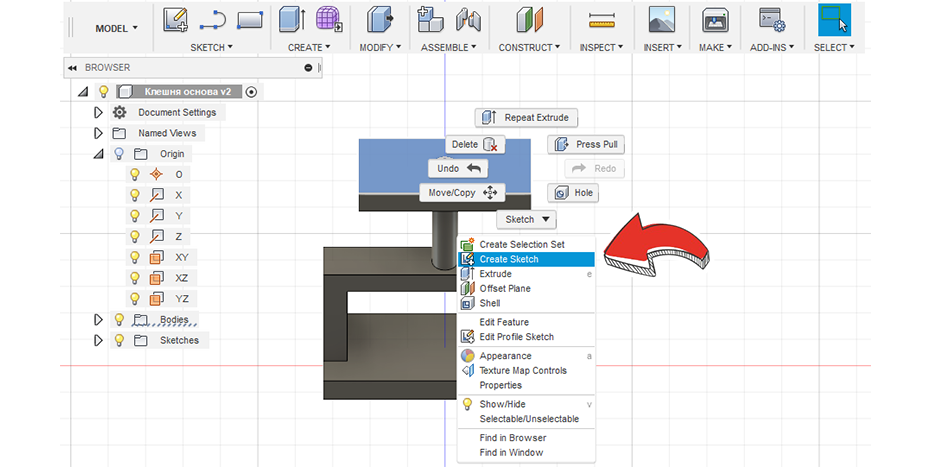 MODEL ▾
SKETCH ▾
CREATE ▾
MODIFY ▾
ASSEMBLE ▾
CONSTRUCT ▾
INSPECT ▾
INSERT ▾
MAKE ▾
ADD-INS ▾
SELECT ▾
BROWSER
Клешня основа v2
Document Settings
Named Views
Origin
O
X
Y
Z
XY
XZ
YZ
Bodies
Sketches
Repeat Extrude
Delete
Press Pull
Undo
Redo
Move/Copy
Hole
Sketch ▼
Create Selection Set
Create Sketch
Extrude e
Offset Plane
Shell
Edit Feature
Edit Profile Sketch
Appearance a
Texture Map Controls
Properties
Show/Hide v
Selectable/Unselectable
Find in Browser
Find in Window